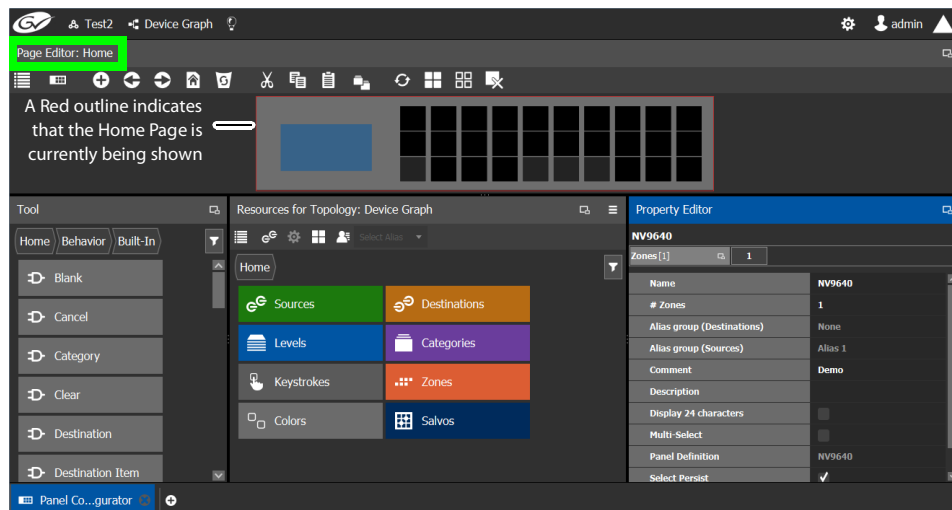 GV Test2 Device Graph admin
Page Editor: Home
A Red outline indicates
that the Home Page is
currently being shown
Tool
Home Behavior Built-In
Blank
Cancel
Category
Clear
Destination
Destination Item
Resources for Topology: Device Graph
Select Alias
Home
Sources Destinations
Levels Categories
Keystrokes Zones
Colors Salvos
Property Editor
NV9640
Zones [1] 1
Name NV9640
# Zones 1
Alias group (Destinations) None
Alias group (Sources) Alias 1
Comment Demo
Description
Display 24 characters
Multi-Select
Panel Definition NV9640
Select Persist
Panel Co...gurator